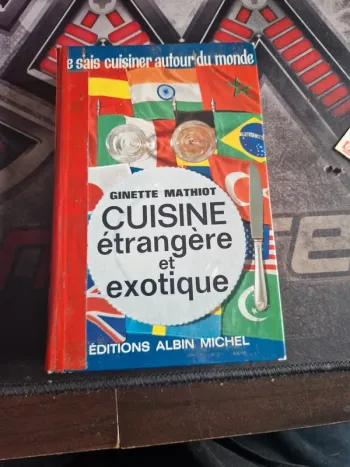 e sais cuisiner autour du monde
GINETTE MATHIOT
CUISINE
étrangère
et
exotique
ÉDITIONS ALBIN MICHEL